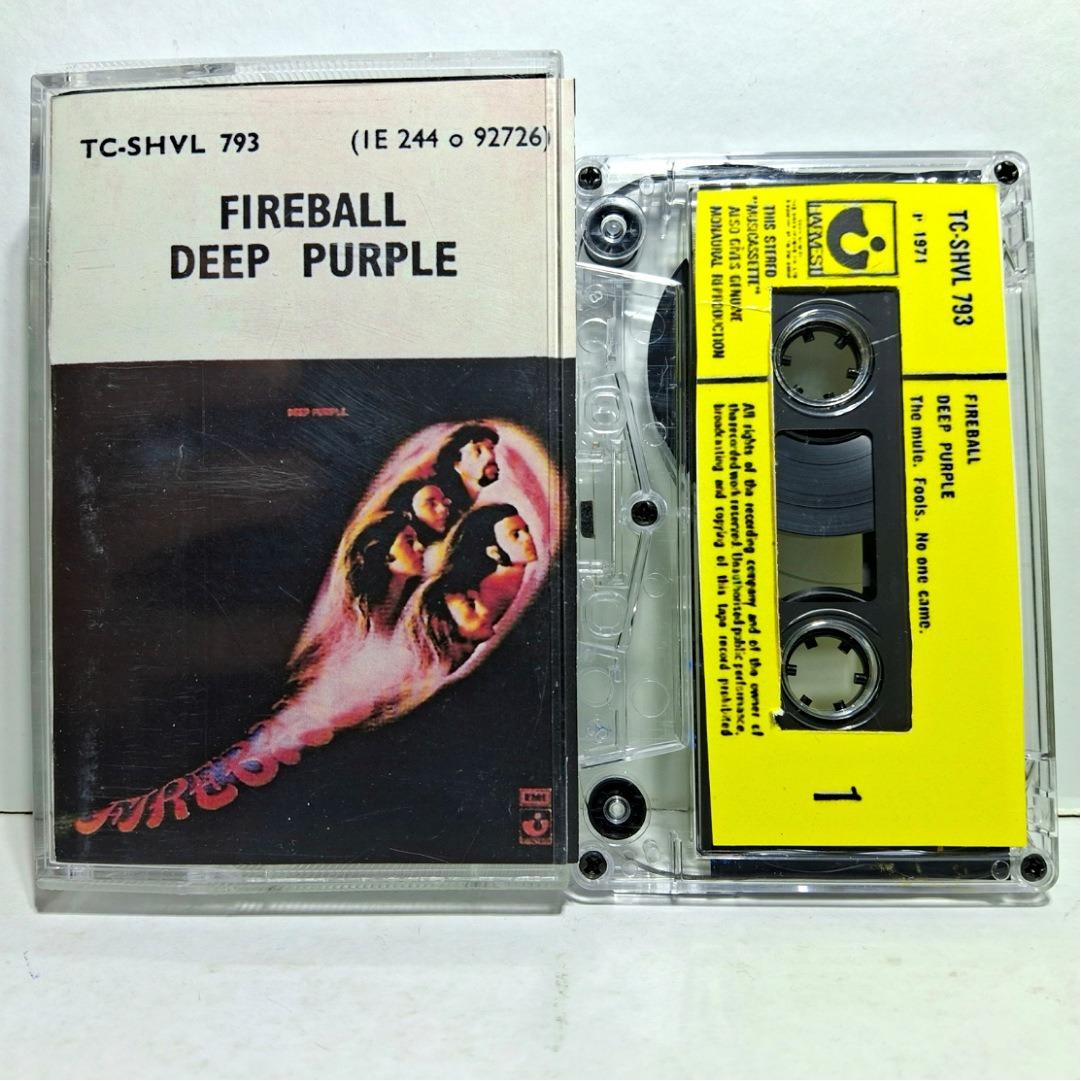 TC-SHVL 793 (1E 244 o 92726)
FIREBALL
DEEP PURPLE
DEEP PURPLE
EMI
TC-SHVL 793
P 1971
HARVEST
THIS STEREO
"MUSICASSETTE"
ALSO GIVES GENUINE
MONAURAL REPRODUCTION
FIREBALL
DEEP PURPLE
The mule. Fools. No one came.
All rights of the recording company and of the owner of
the recorded work reserved Unauthorised public performance,
broadcasting and copying of this tape record prohibited
1